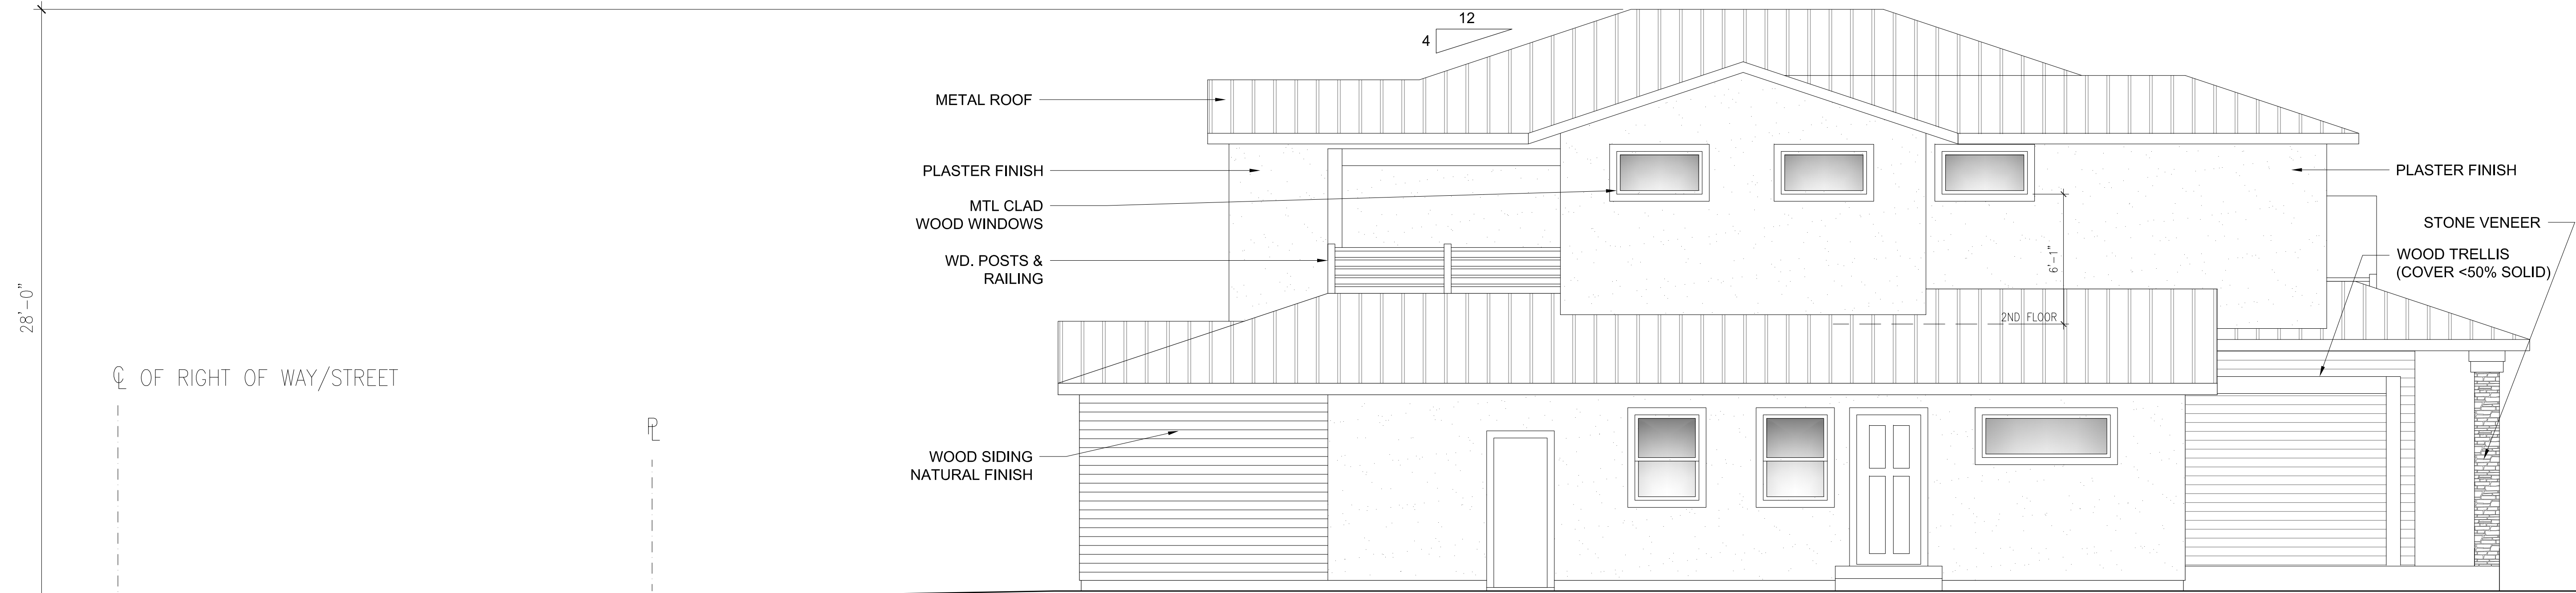 12
4
METAL ROOF
PLASTER FINISH
MTL CLAD
WOOD WINDOWS
WD. POSTS &
RAILING
PLASTER FINISH
STONE VENEER
WOOD TRELLIS
(COVER <50% SOLID)
6'-1"
2ND FLOOR
28'-0"
℄ OF RIGHT OF WAY/STREET
PL
WOOD SIDING
NATURAL FINISH